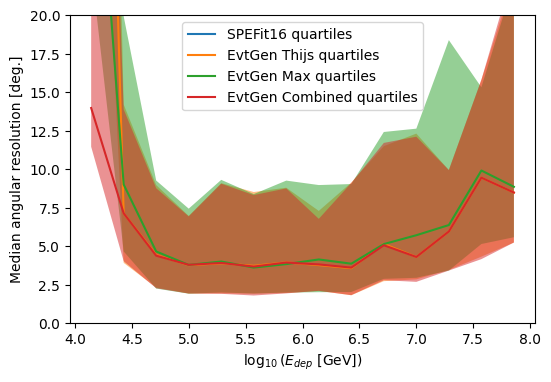 SPEFit16 quartiles
EvtGen Thijs quartiles
EvtGen Max quartiles
EvtGen Combined quartiles
Median angular resolution [deg.]
20.0
17.5
15.0
12.5
10.0
7.5
5.0
2.5
0.0
4.0 4.5 5.0 5.5 6.0 6.5 7.0 7.5 8.0
log₁₀(E_dep [GeV])